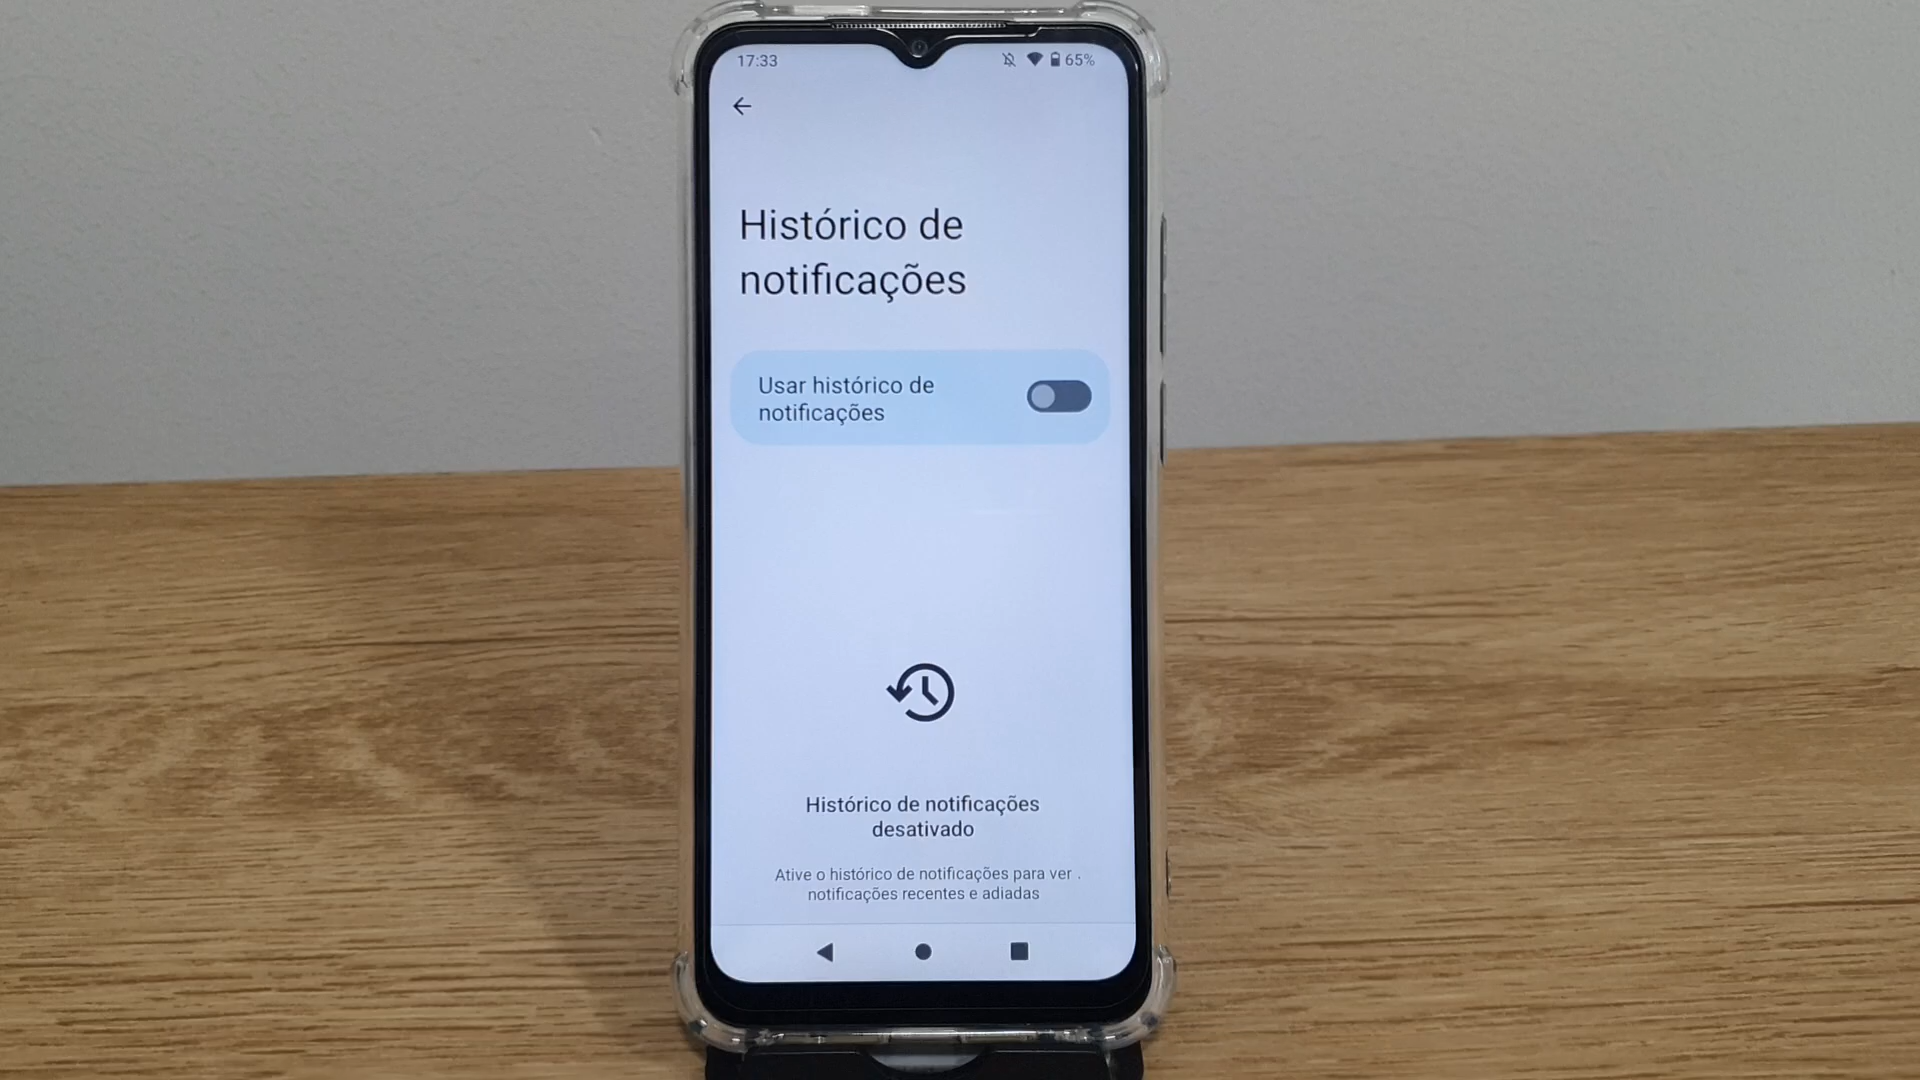 17:33
65%
Histórico de
notificações
Usar histórico de
notificações
Histórico de notificações
desativado
Ative o histórico de notificações para ver .
notificações recentes e adiadas